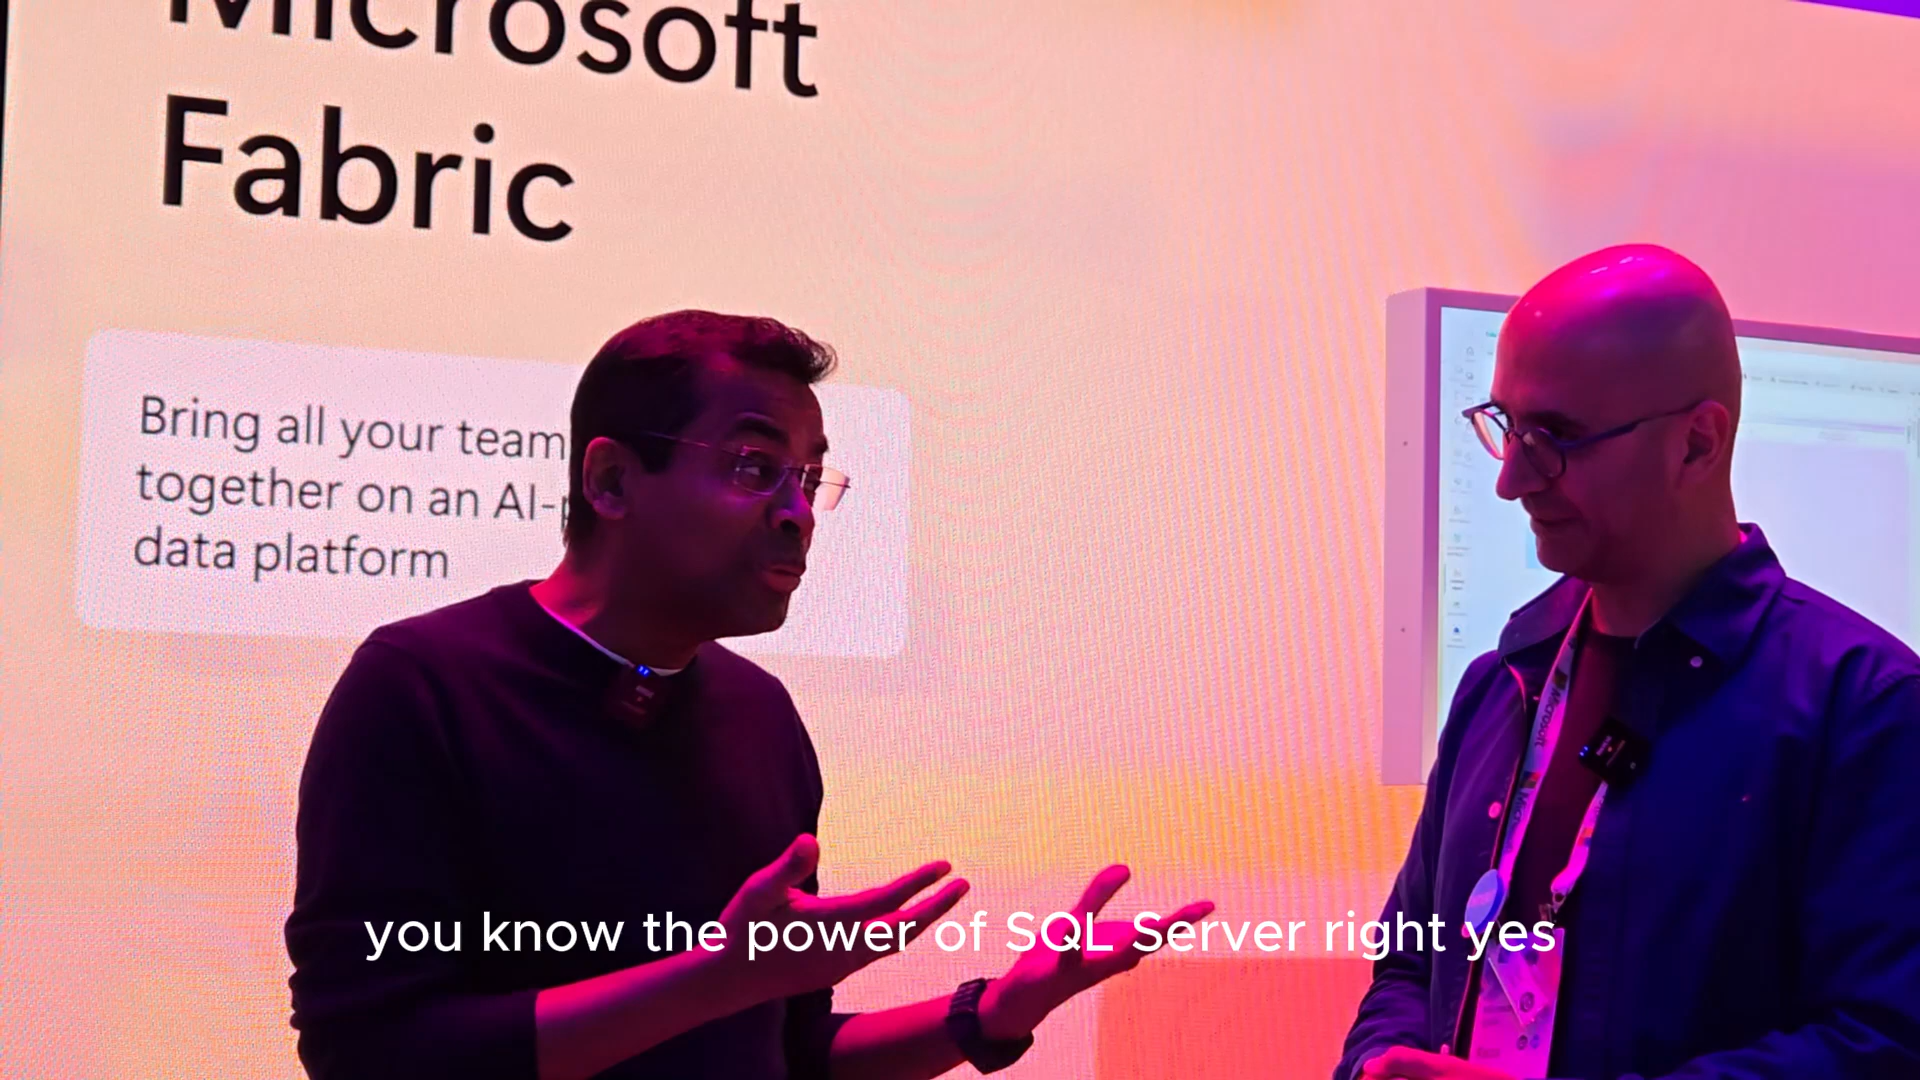 Microsoft
Fabric
Bring all your team
together on an AI-
data platform
Microsoft
you know the power of SQL Server right yes